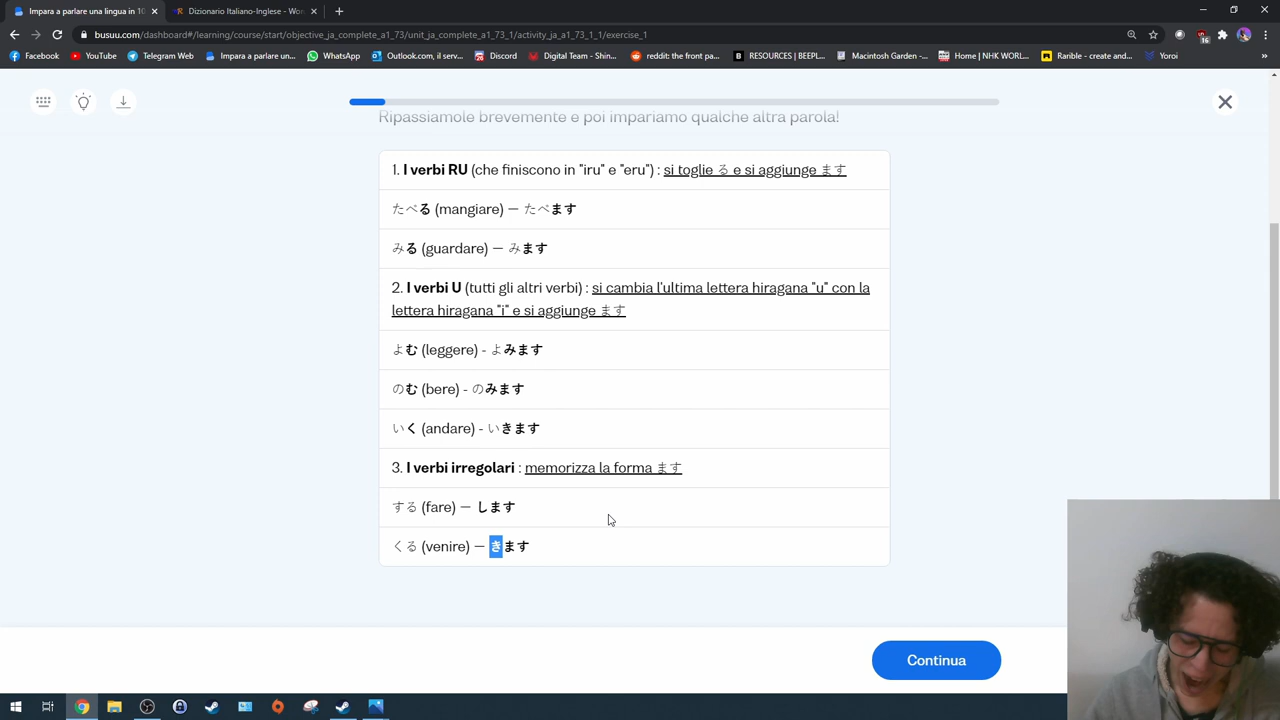 Impara a parlare una lingua in 10
Dizionario Italiano-Inglese - Wor
busuu.com/dashboard#/learning/course/start/objective_ja_complete_a1_73/unit_ja_complete_a1_73_1/activity_ja_a1_73_1_1/exercise_1
16
Facebook
YouTube
Telegram Web
Impara a parlare un...
WhatsApp
Outlook.com, il serv...
Discord
Digital Team - Shin...
reddit: the front pa...
RESOURCES | BEEPL...
Macintosh Garden -...
Home | NHK WORL...
Rarible - create and...
Yoroi
»
Ripassiamole brevemente e poi impariamo qualche altra parola!
1. I verbi RU (che finiscono in "iru" e "eru") : si toglie る e si aggiunge ます
たべる (mangiare) — たべます
みる (guardare) — みます
2. I verbi U (tutti gli altri verbi) : si cambia l'ultima lettera hiragana "u" con la
lettera hiragana "i" e si aggiunge ます
よむ (leggere) - よみます
のむ (bere) - のみます
いく (andare) - いきます
3. I verbi irregolari : memorizza la forma ます
する (fare) — します
くる (venire) — きます
Continua